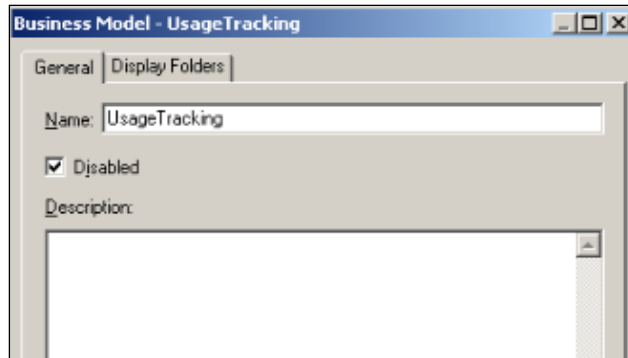 Business Model - UsageTracking
General Display Folders
Name: UsageTracking
Disabled
Description: